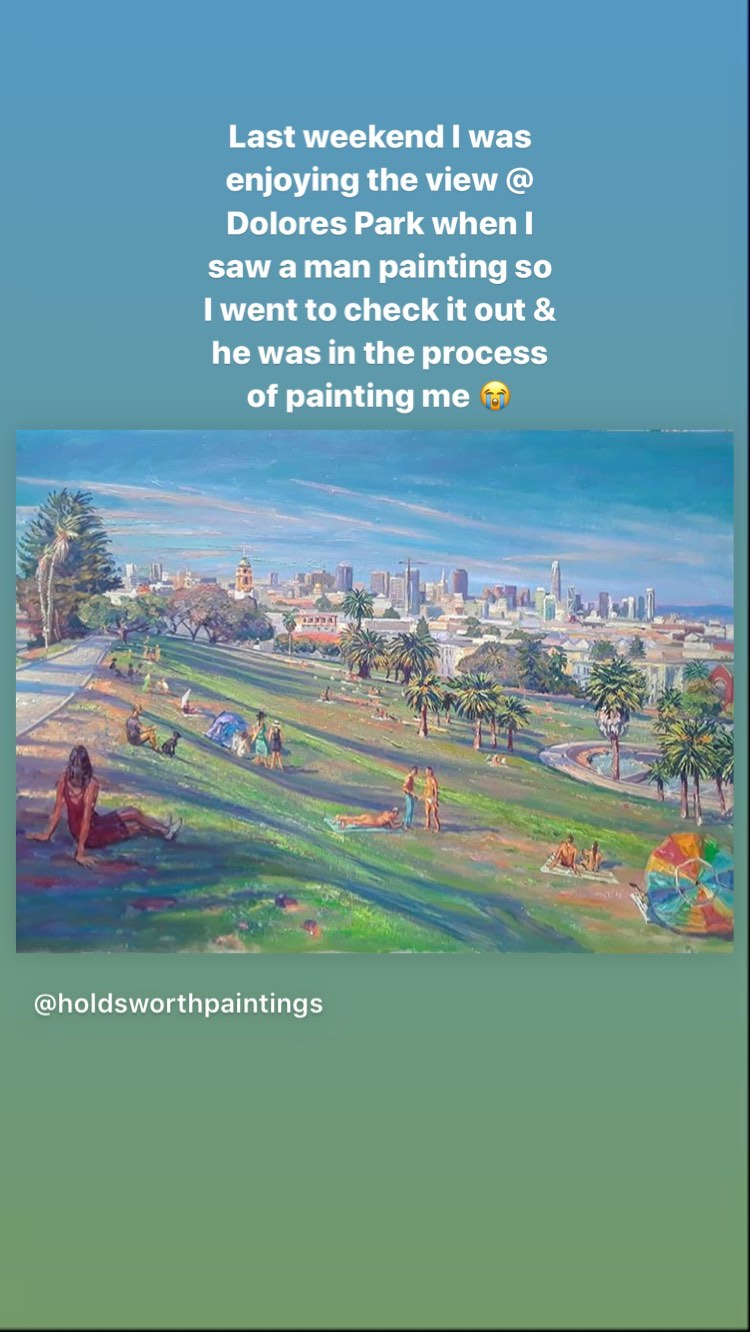 Last weekend I was
enjoying the view @
Dolores Park when I
saw a man painting so
I went to check it out &
he was in the process
of painting me 😭
@holdsworthpaintings